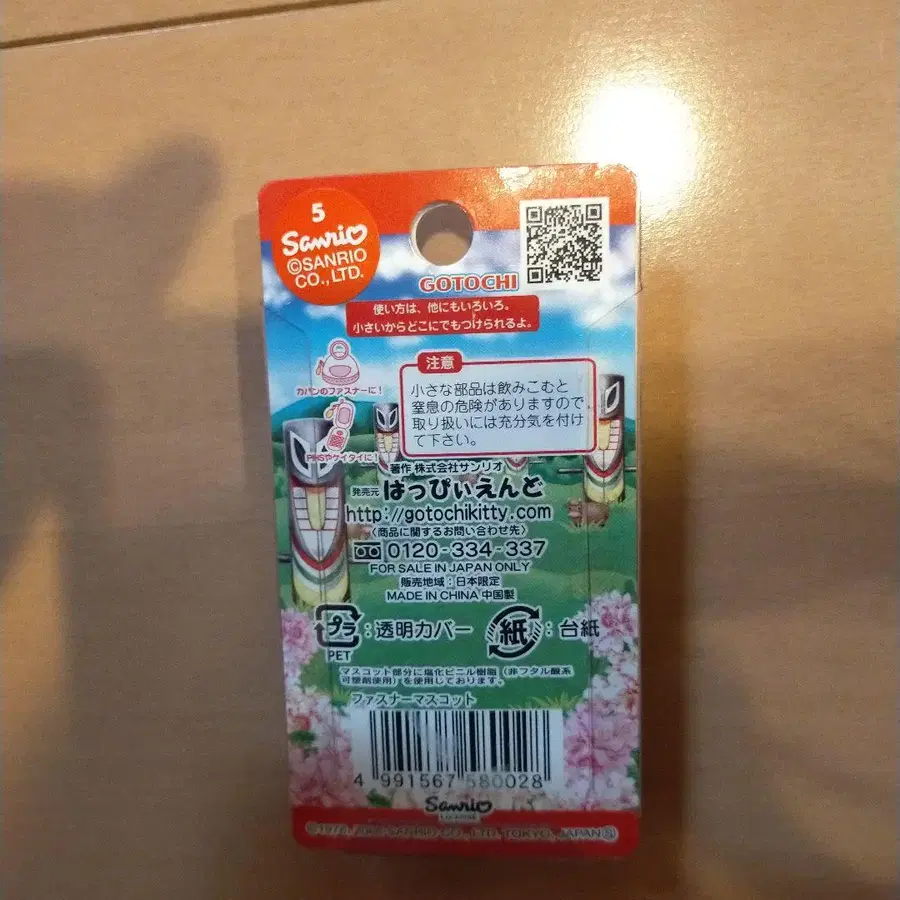 5
Sanrio
©SANRIO
CO., LTD.
GOTOCHI
使い方は、他にもいろいろ。
小さいからどこにでもつけられるよ。
注意
小さな部品は飲みこむと
窒息の危険がありますので
取り扱いには充分気を付け
て下さい。
カバンのファスナーに!
PHSやケイタイに!
著作 株式会社サンリオ
発売元 はっぴぃえんど
http://gotochikitty.com
〈商品に関するお問い合わせ先〉
0120-334-337
FOR SALE IN JAPAN ONLY
販売地域:日本限定
MADE IN CHINA 中国製
プラ:透明カバー
PET
紙:台紙
マスコット部分に塩化ビニル樹脂(非フタル酸系
可塑剤使用)を使用しております。
ファスナーマスコット
4 991567 580028
Sanrio
SANRIO CO., LTD. TOKYO, JAPAN